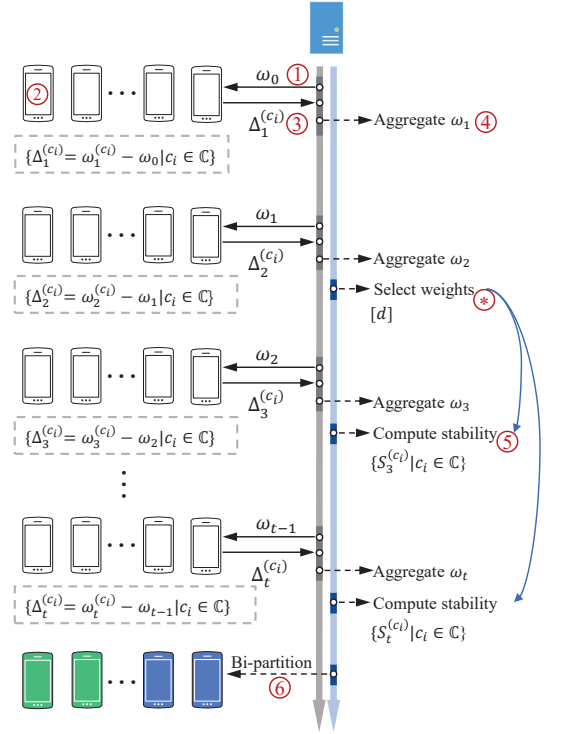 ω₀ ①
② ... Δ₁^(cᵢ) ③
Aggregate ω₁ ④
{Δ₁^(cᵢ) = ω₁^(cᵢ) − ω₀|cᵢ ∈ ℂ}
ω₁
... Δ₂^(cᵢ)
Aggregate ω₂
{Δ₂^(cᵢ) = ω₂^(cᵢ) − ω₁|cᵢ ∈ ℂ}
Select weights ⊛
[d]
ω₂
... Δ₃^(cᵢ)
Aggregate ω₃
{Δ₃^(cᵢ) = ω₃^(cᵢ) − ω₂|cᵢ ∈ ℂ}
Compute stability ⑤
{S₃^(cᵢ)|cᵢ ∈ ℂ}
⋮
ωₜ₋₁
... Δₜ^(cᵢ)
Aggregate ωₜ
{Δₜ^(cᵢ) = ωₜ^(cᵢ) − ωₜ₋₁|cᵢ ∈ ℂ}
Compute stability
{Sₜ^(cᵢ)|cᵢ ∈ ℂ}
... Bi-partition
⑥